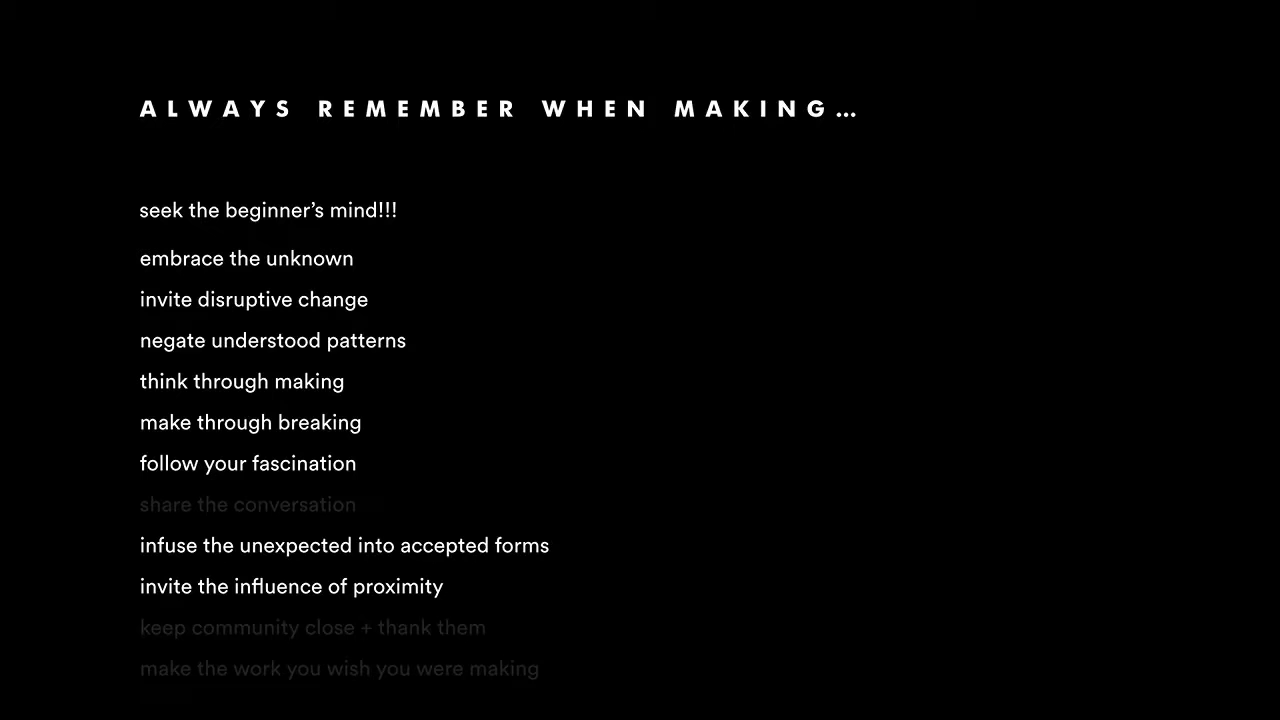 ALWAYS REMEMBER WHEN MAKING…
seek the beginner’s mind!!!
embrace the unknown
invite disruptive change
negate understood patterns
think through making
make through breaking
follow your fascination
share the conversation
infuse the unexpected into accepted forms
invite the influence of proximity
keep community close + thank them
make the work you wish you were making